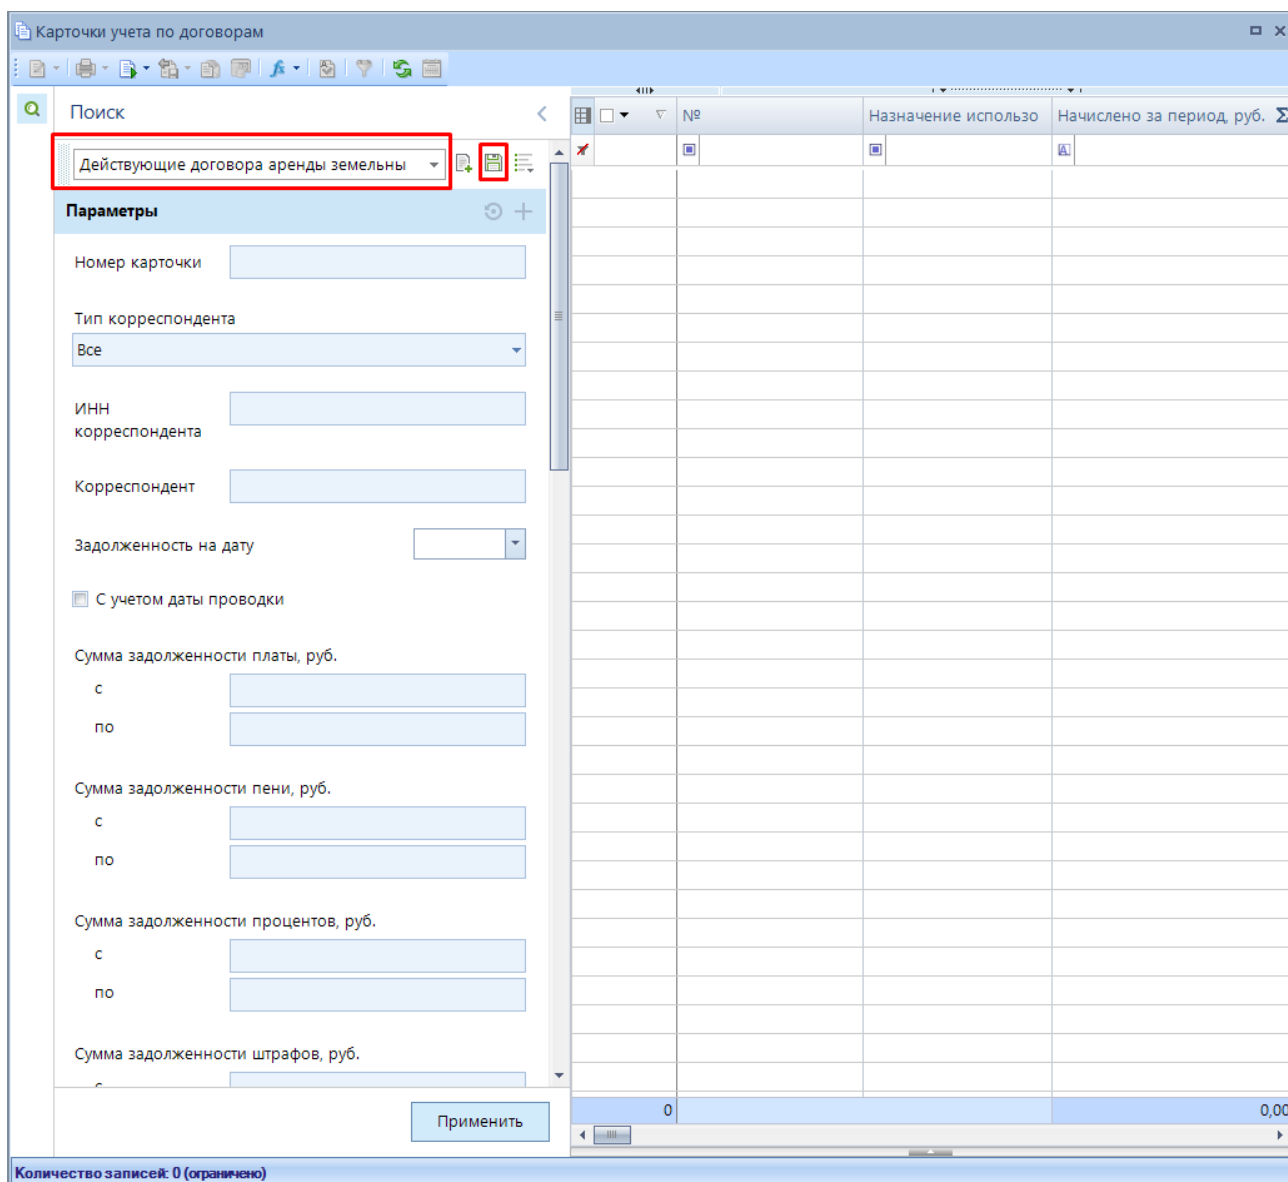 Карточки учета по договорам
Поиск
Действующие договора аренды земельны
Параметры
Номер карточки
Тип корреспондента
Все
ИНН
корреспондента
Корреспондент
Задолженность на дату
С учетом даты проводки
Сумма задолженности платы, руб.
с
по
Сумма задолженности пени, руб.
с
по
Сумма задолженности процентов, руб.
с
по
Сумма задолженности штрафов, руб.
с
Применить
№ Назначение использо Начислено за период, руб. Σ
0 0,00
Количество записей: 0 (ограничено)